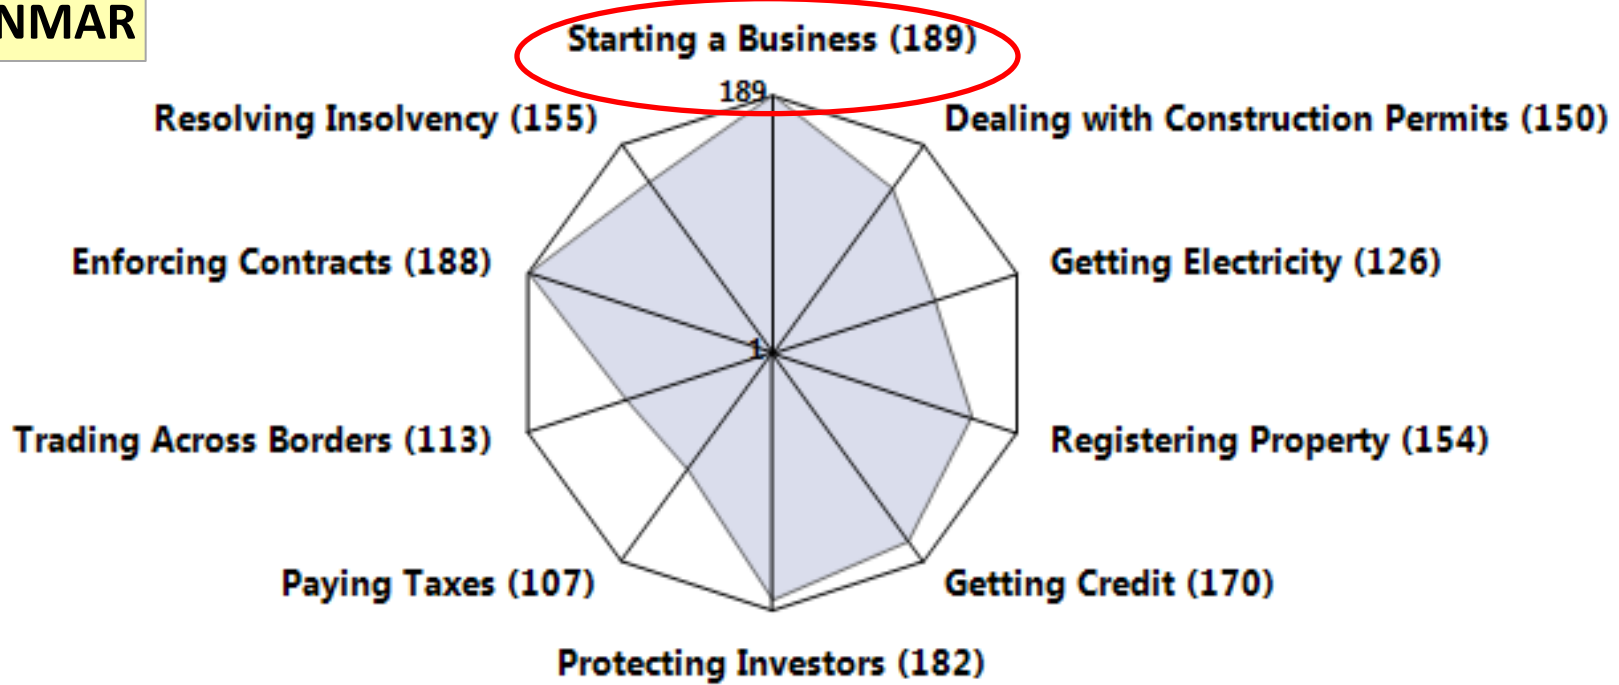 NMAR
Starting a Business (189)
189
Resolving Insolvency (155)
Dealing with Construction Permits (150)
Enforcing Contracts (188)
Getting Electricity (126)
1
Trading Across Borders (113)
Registering Property (154)
Paying Taxes (107)
Getting Credit (170)
Protecting Investors (182)